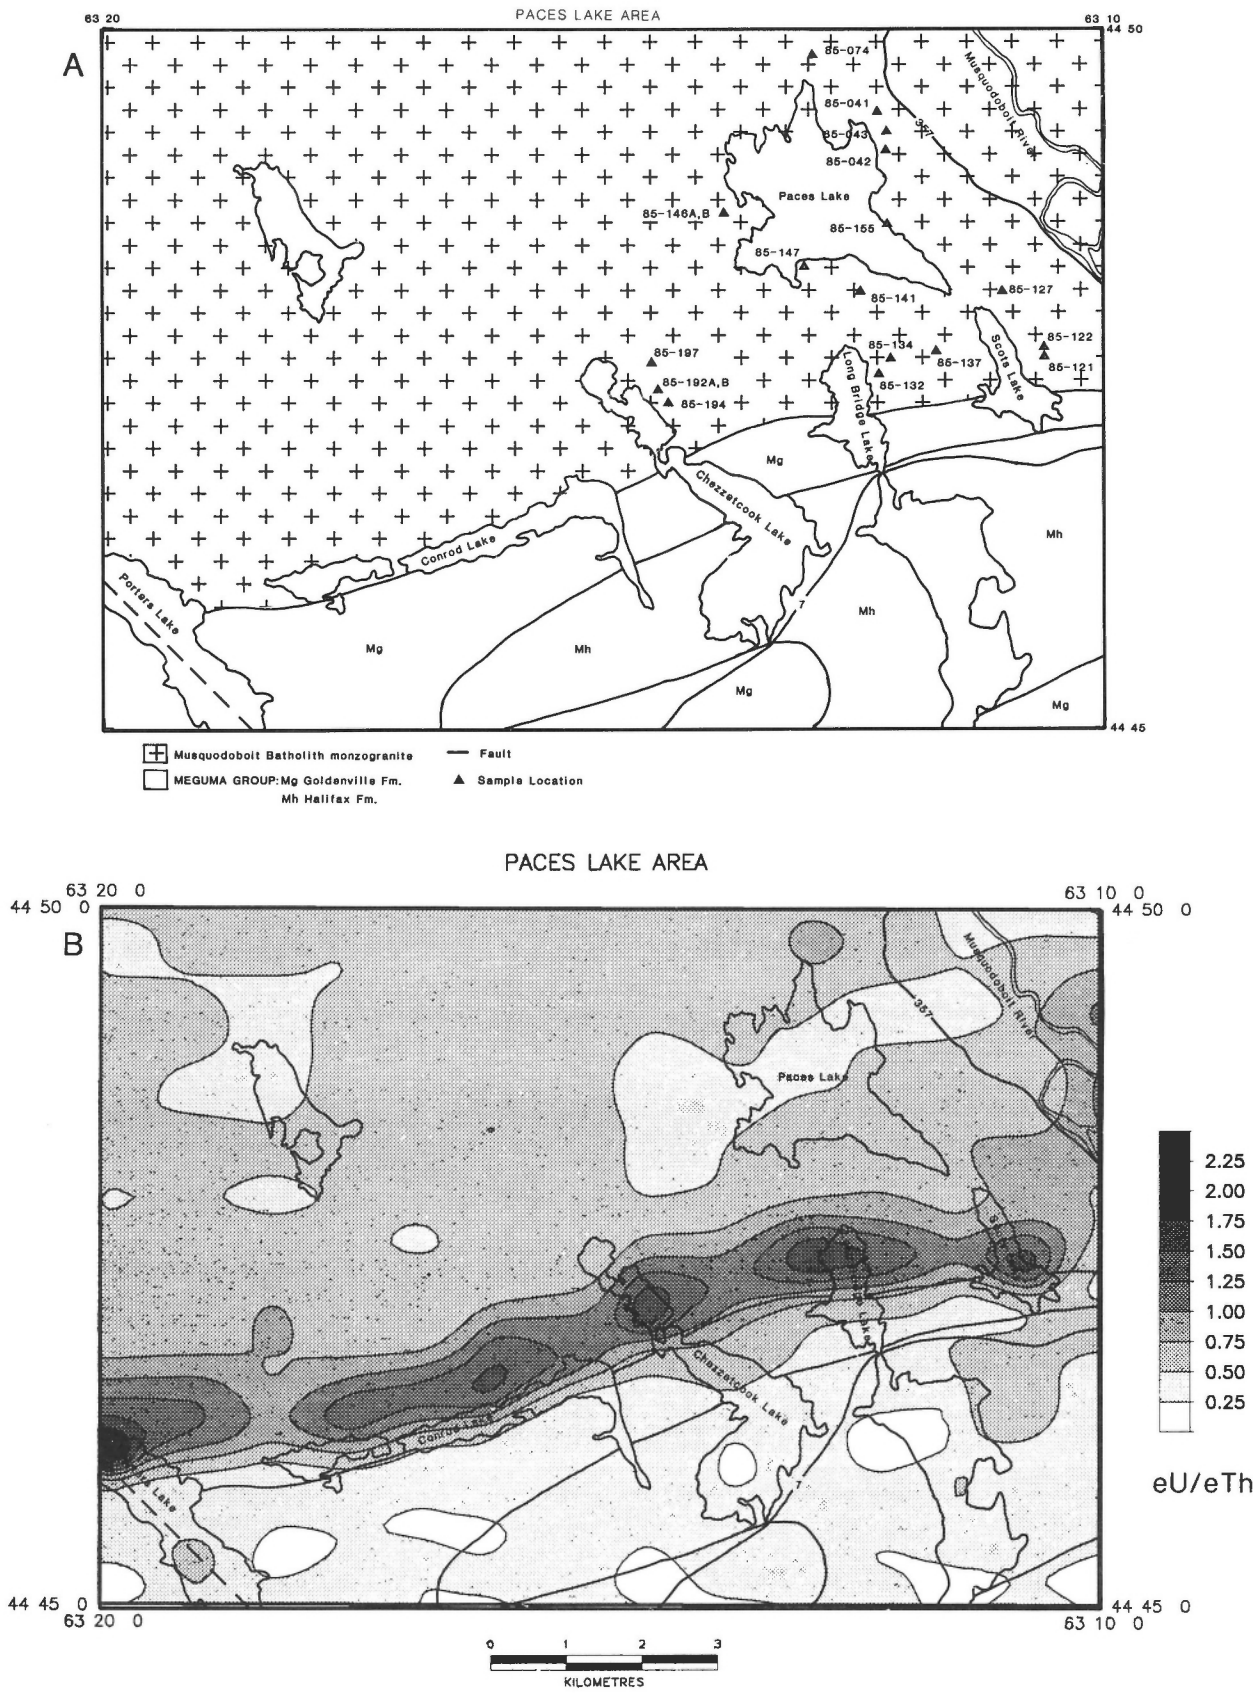 PACES LAKE AREA
63 20
63 10
44 50
A
85-074
Musquodoboit River
85-041
357
85-043
85-042
Paces Lake
85-146A,B
85-155
85-147
85-127
85-141
85-122
85-134
85-197
85-137
85-121
Scots Lake
85-132
85-192A,B
85-194
Long Bridge Lake
Mg
Chezzetcook Lake
Mh
Conrod Lake
Porters Lake
7
Mh
Mg
Mh
Mg
Mg
44 45
Musquodoboit Batholith monzogranite
Fault
MEGUMA GROUP: Mg Goldenville Fm.
Sample Location
Mh Halifax Fm.
PACES LAKE AREA
63 20 0
63 10 0
44 50 0
44 50 0
B
Musquodoboit River
357
Paces Lake
2.25
2.00
1.75
1.50
1.25
1.00
0.75
0.50
0.25
Lake
Chezzetcook Lake
Conrod Lake
Lake
7
eU/eTh
44 45 0
44 45 0
63 20 0
63 10 0
0 1 2 3
KILOMETRES